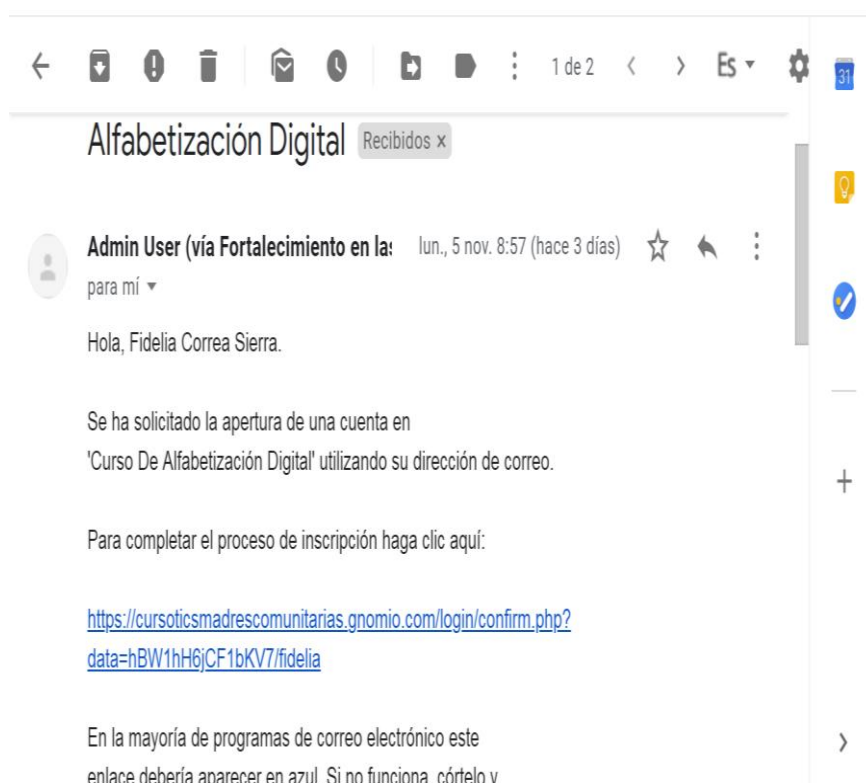 1 de 2
Es
31
Alfabetización Digital Recibidos x
Admin User (vía Fortalecimiento en las lun., 5 nov. 8:57 (hace 3 días)
para mí
Hola, Fidelia Correa Sierra.
Se ha solicitado la apertura de una cuenta en
'Curso De Alfabetización Digital' utilizando su dirección de correo.
Para completar el proceso de inscripción haga clic aquí:
https://cursoticsmadrescomunitarias.gnomio.com/login/confirm.php?
data=hBW1hH6jCF1bKV7/fidelia
En la mayoría de programas de correo electrónico este
enlace debería aparecer en azul. Si no funciona, córtelo y